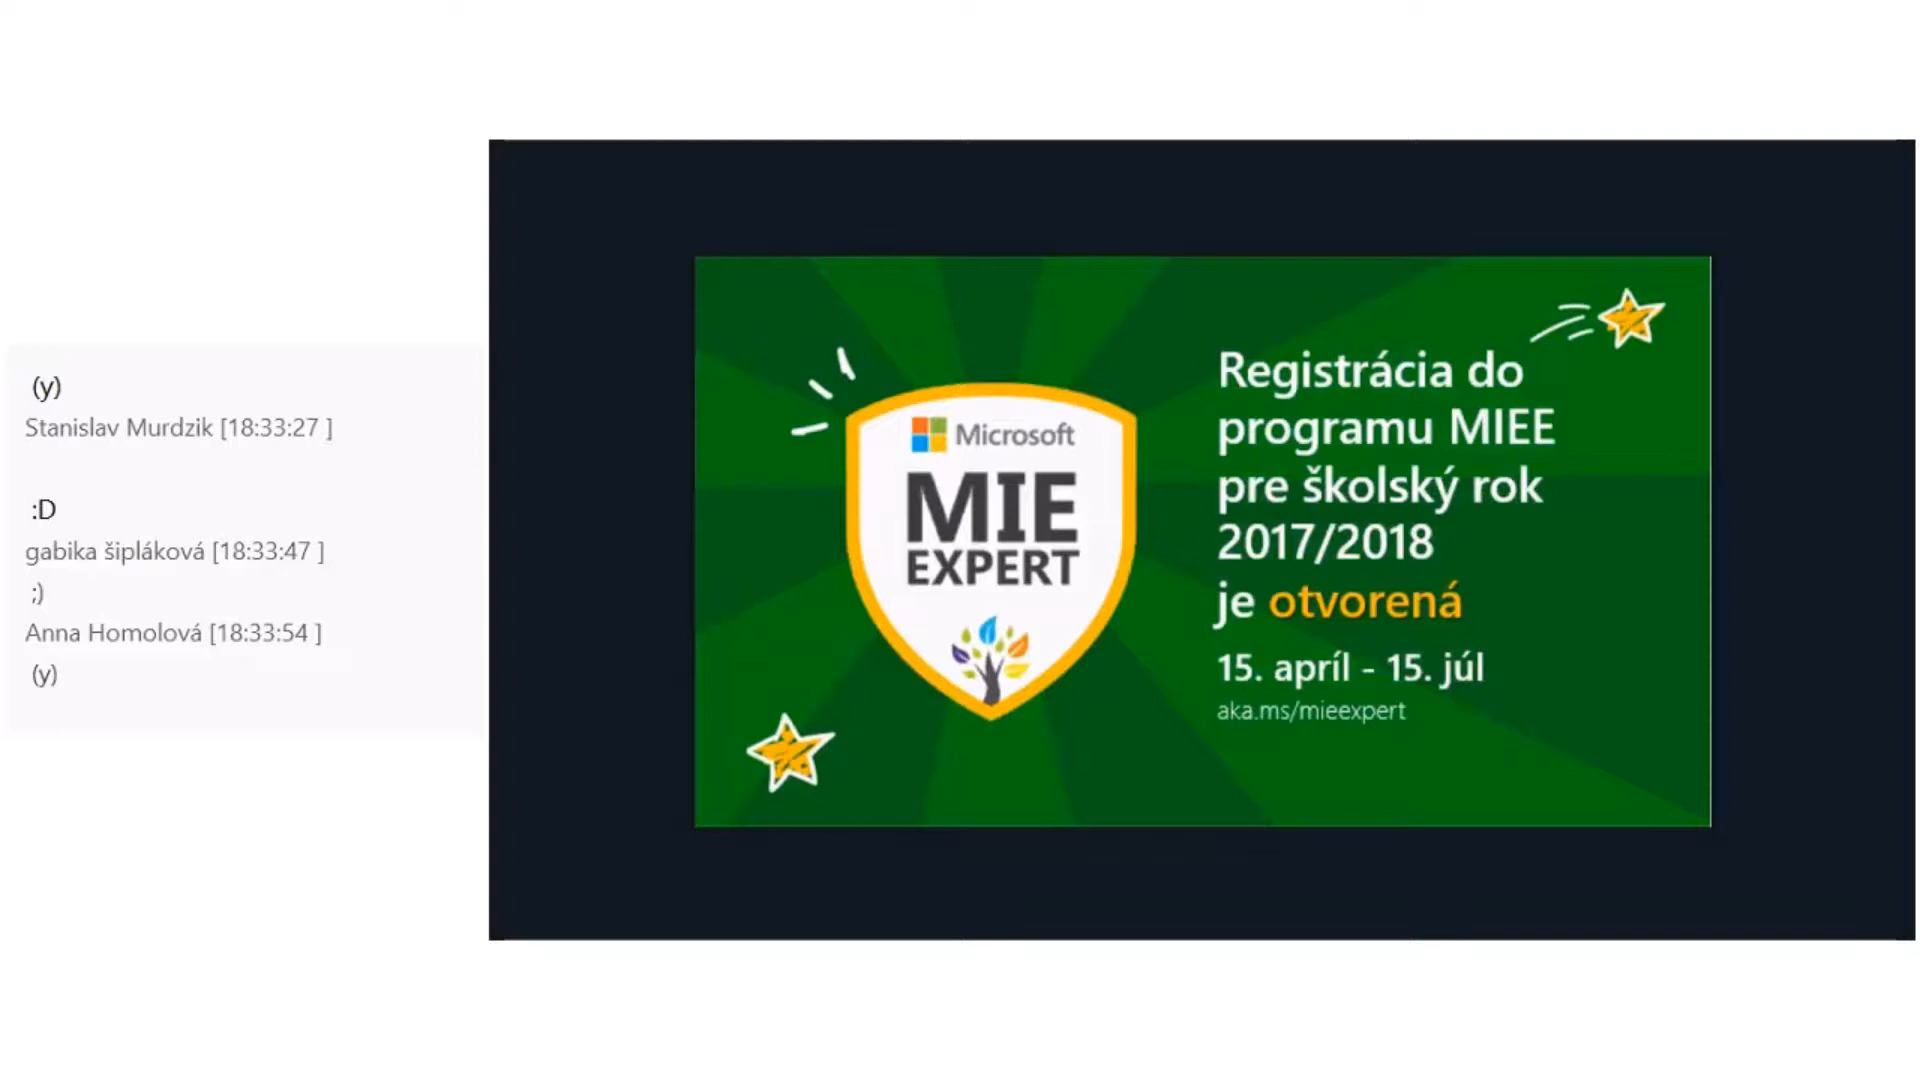 (y)
Stanislav Murdzik [18:33:27 ]
:D
gabika šipláková [18:33:47 ]
;)
Anna Homolová [18:33:54 ]
(y)
Microsoft
MIE
EXPERT
Registrácia do
programu MIEE
pre školský rok
2017/2018
je otvorená
15. apríl - 15. júl
aka.ms/mieexpert